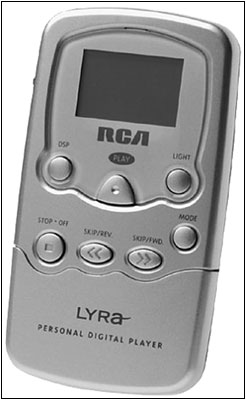 RCA
PLAY
DSP
LIGHT
MODE
STOP • OFF
SKIP/REV.
SKIP/FWD.
LYRa
PERSONAL DIGITAL PLAYER